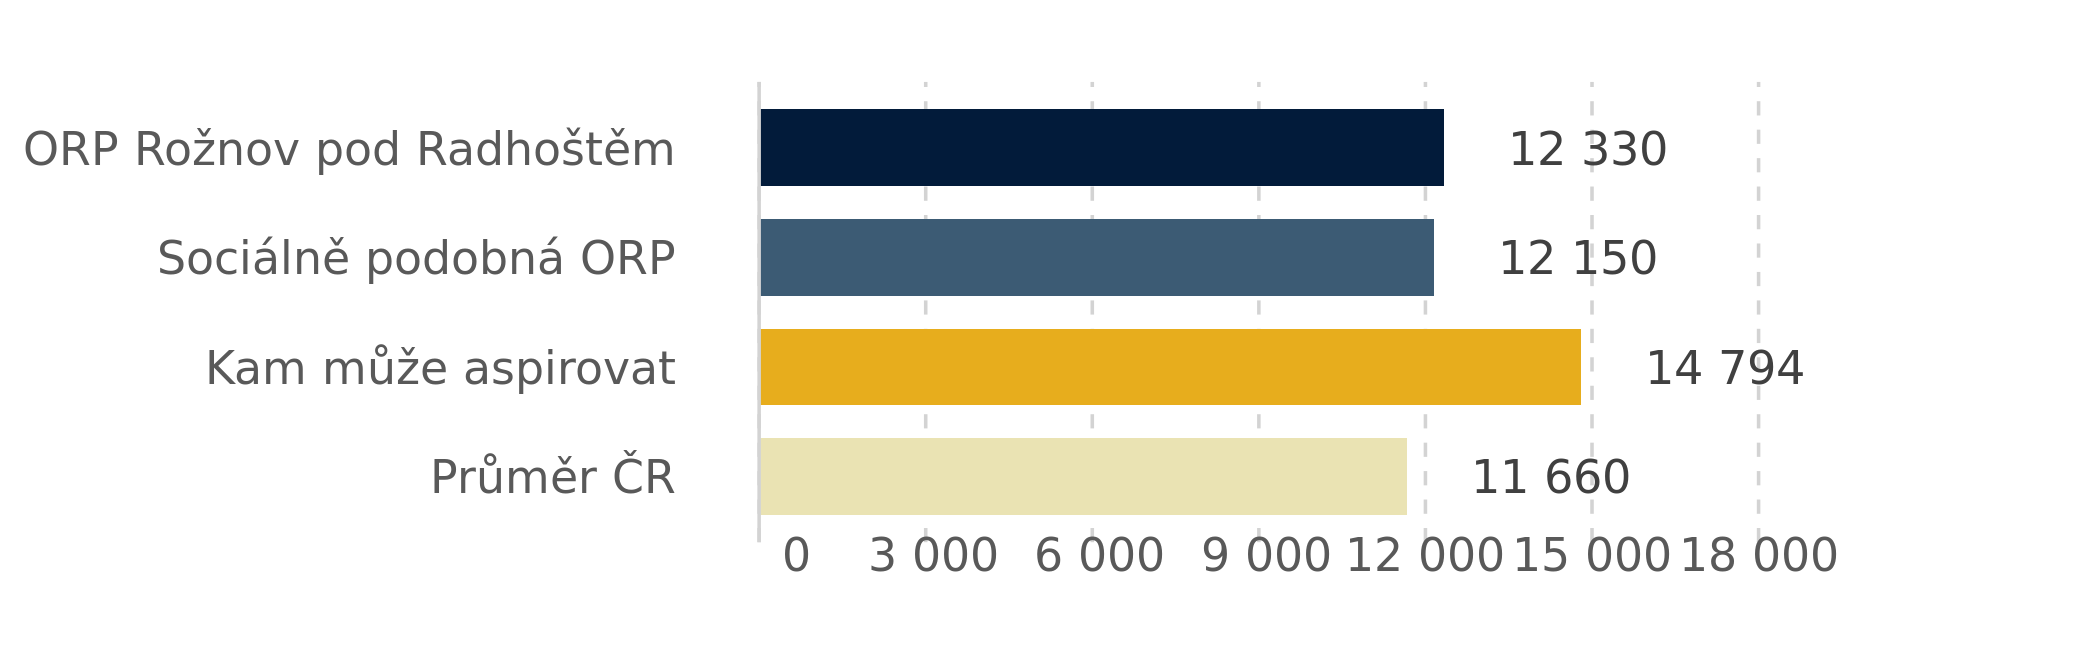 ORP Rožnov pod Radhoštěm 12 330
Sociálně podobná ORP 12 150
Kam může aspirovat 14 794
Průměr ČR 11 660
0 3 000 6 000 9 000 12 000 15 000 18 000